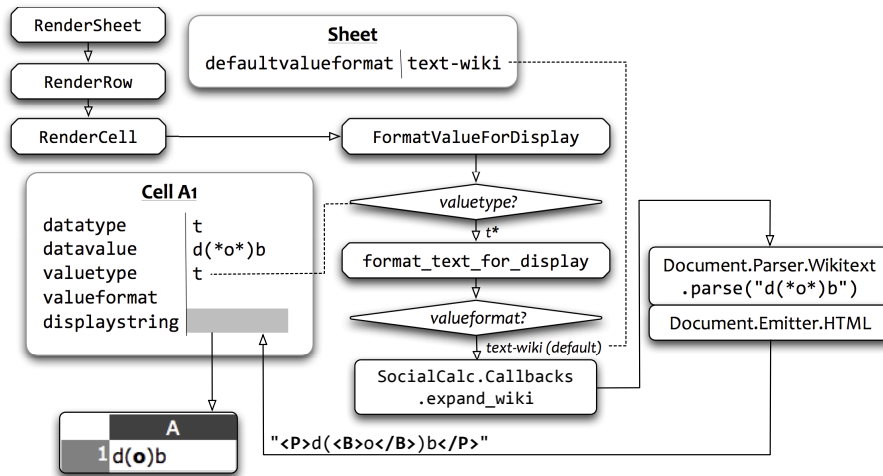 RenderSheet
Sheet
defaultvalueformat text-wiki
RenderRow
RenderCell
FormatValueForDisplay
Cell A1
datatype t
datavalue d(*o*)b
valuetype t
valueformat
displaystring
valuetype?
t*
format_text_for_display
valueformat?
text-wiki (default)
SocialCalc.Callbacks
.expand_wiki
Document.Parser.Wikitext
.parse("d(*o*)b")
Document.Emitter.HTML
"<P>d(<B>o</B>)b</P>"
A
1 d(o)b